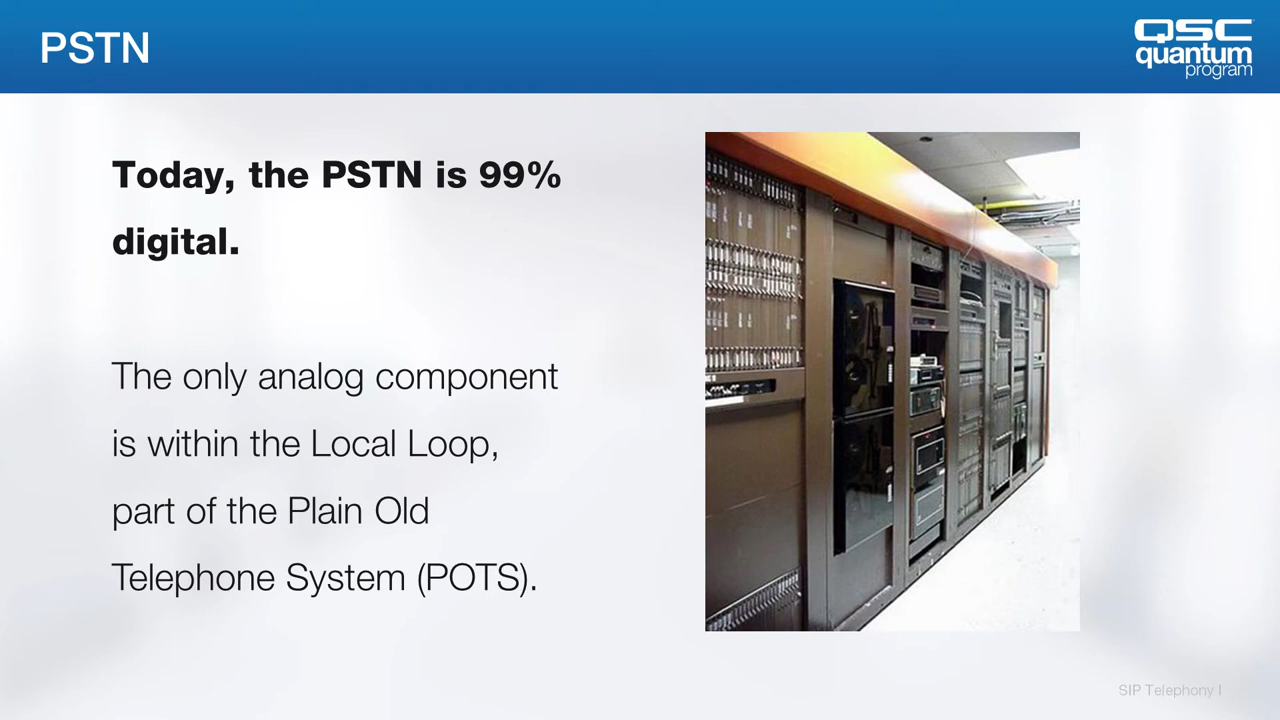 PSTN
QSC
quantum
program
Today, the PSTN is 99%
digital.
The only analog component
is within the Local Loop,
part of the Plain Old
Telephone System (POTS).
SIP Telephony I